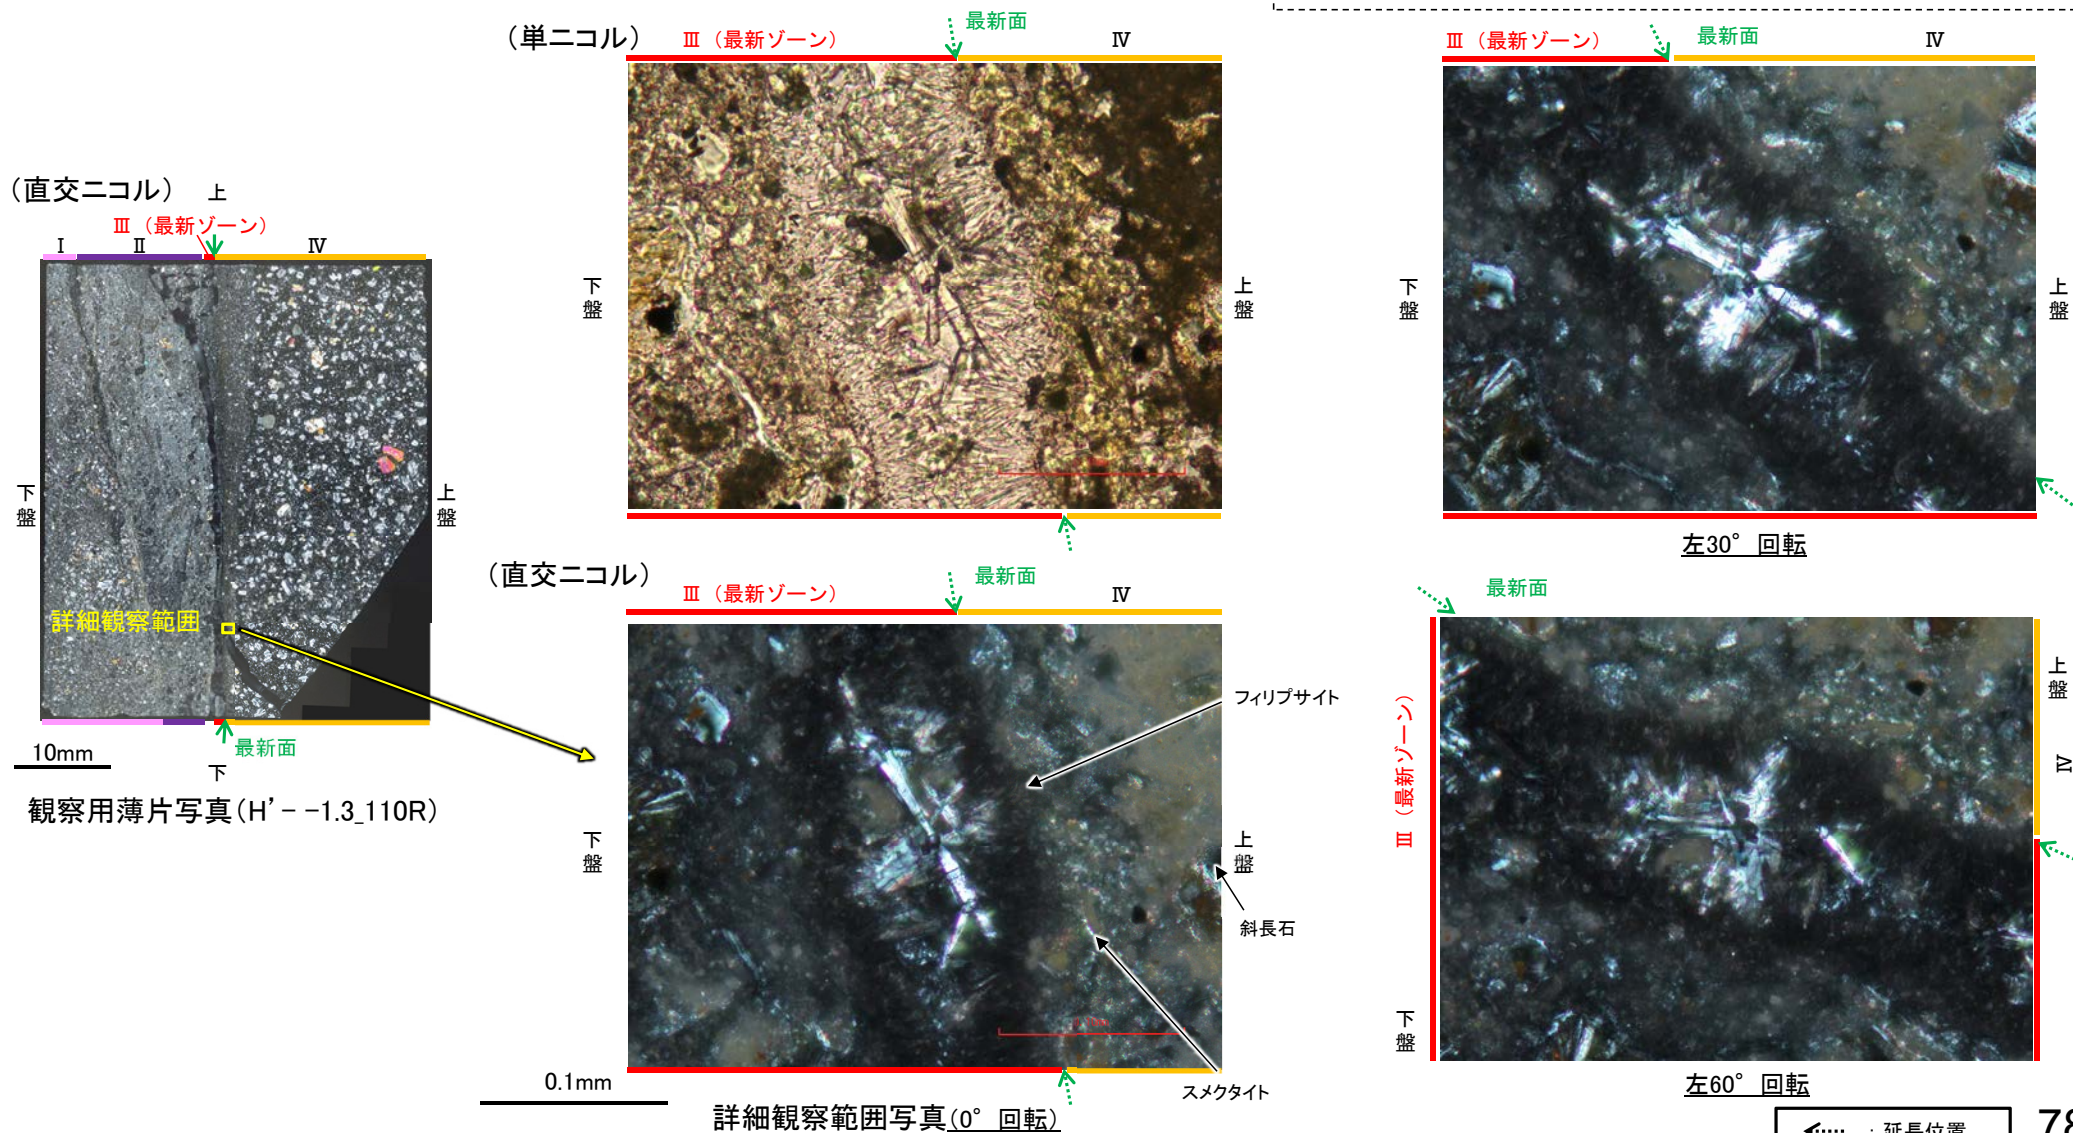 (直交ニコル)
上
Ⅲ(最新ゾーン)
Ⅰ
Ⅱ
Ⅳ
下盤
上盤
詳細観察範囲
最新面
10mm
下
観察用薄片写真(H’- -1.3_110R)
(単ニコル)
Ⅲ(最新ゾーン)
最新面
Ⅳ
下盤
上盤
(直交ニコル)
Ⅲ(最新ゾーン)
最新面
Ⅳ
下盤
上盤
フィリプサイト
斜長石
スメクタイト
0.1mm
詳細観察範囲写真(0°回転)
Ⅲ(最新ゾーン)
最新面
Ⅳ
下盤
上盤
左30°回転
最新面
Ⅲ(最新ゾーン)
上盤
Ⅳ
下盤
左60°回転
:延長位置
78